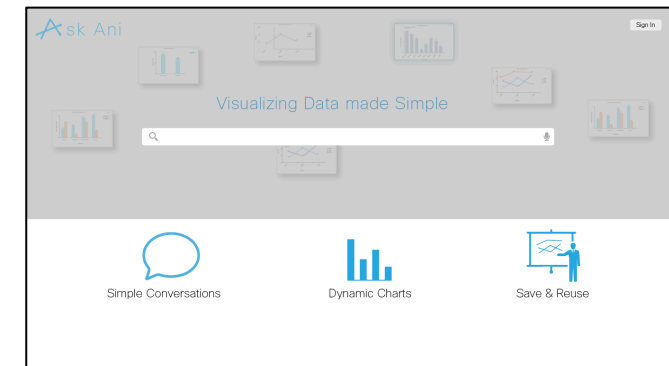 Ask Ani
Sign In
Visualizing Data made Simple
Simple Conversations
Dynamic Charts
Save & Reuse